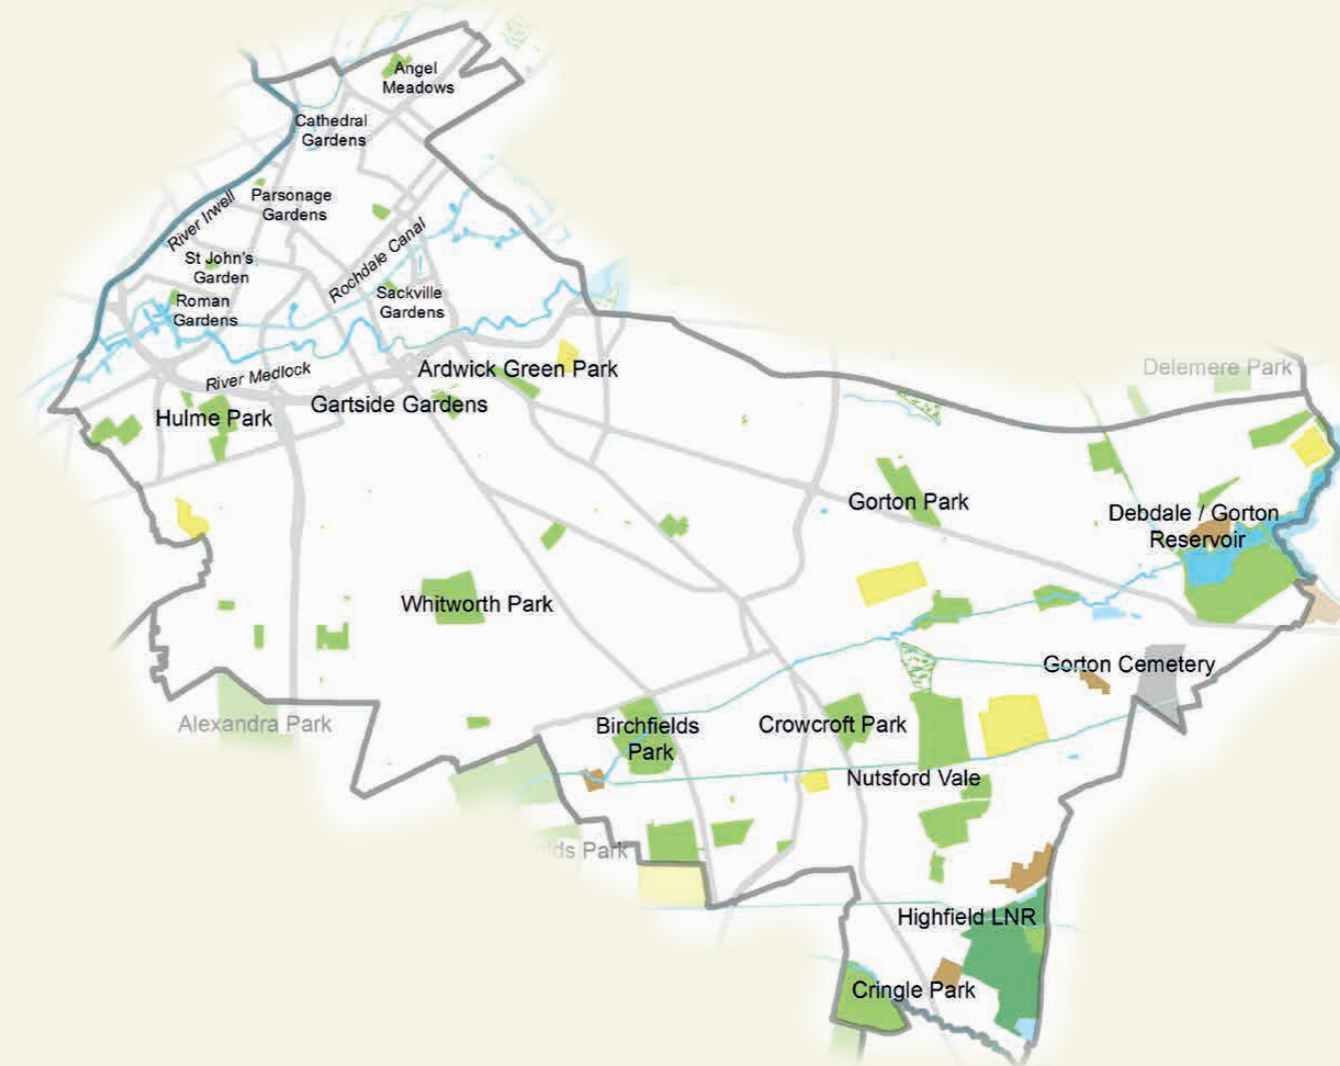 Angel
Meadows
Cathedral
Gardens
Parsonage
Gardens
River Irwell
Rochdale Canal
St John's
Garden
Roman
Gardens
Sackville
Gardens
River Medlock
Ardwick Green Park
Gartside Gardens
Hulme Park
Delemere Park
Gorton Park
Debdale / Gorton
Reservoir
Whitworth Park
Gorton Cemetery
Alexandra Park
Birchfields
Park
Crowcroft Park
Nutsford Vale
Park
Highfield LNR
Cringle Park